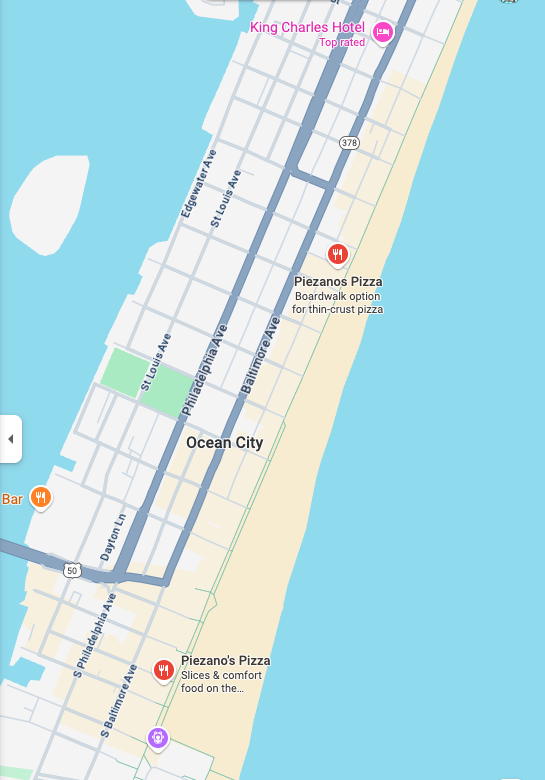 King Charles Hotel
Top rated
378
Edgewater Ave
St Louis Ave
Piezanos Pizza
Boardwalk option
for thin-crust pizza
St Louis Ave
Philadelphia Ave
Baltimore Ave
Ocean City
Bar
Dayton Ln
50
S Philadelphia Ave
Piezano's Pizza
Slices & comfort
food on the...
S Baltimore Ave